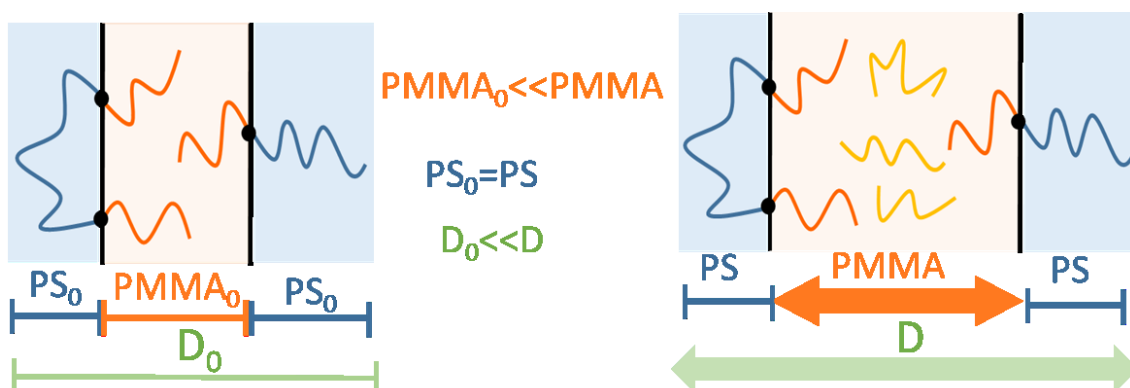 PMMA₀<<PMMA
PS₀=PS
D₀<<D
PS₀ PMMA₀ PS₀
D₀
PS PMMA PS
D